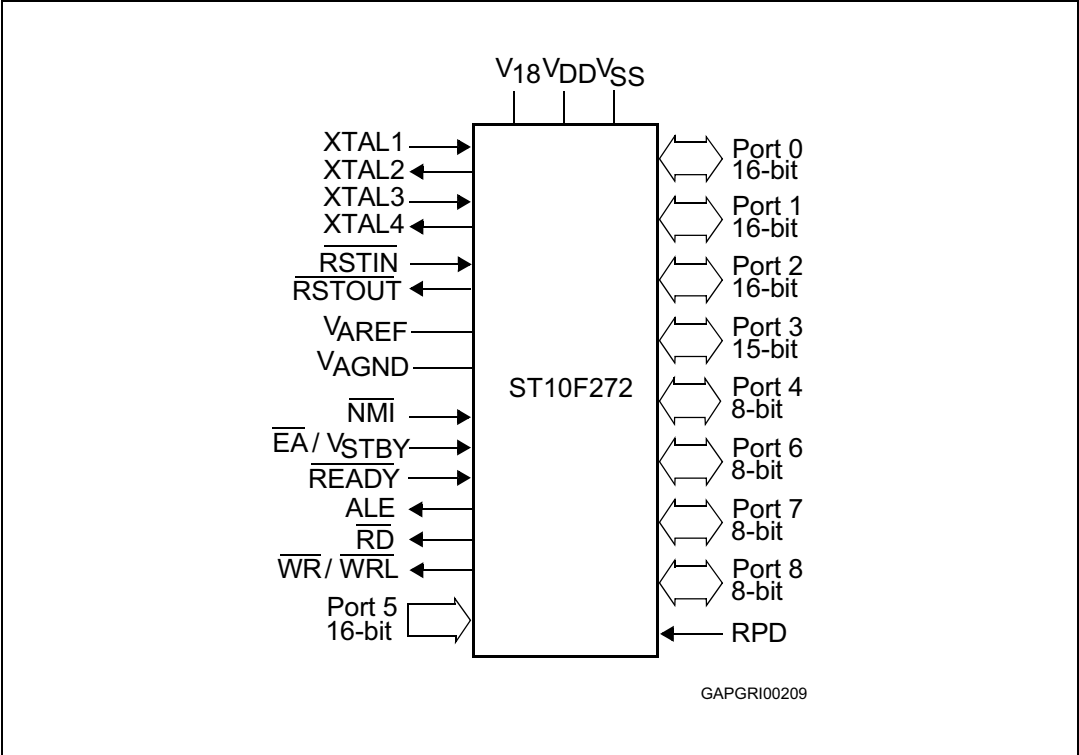 V18 VDD VSS
XTAL1
XTAL2
XTAL3
XTAL4
RSTIN
RSTOUT
VAREF
VAGND
NMI
EA / VSTBY
READY
ALE
RD
WR / WRL
Port 5
16-bit
ST10F272
Port 0
16-bit
Port 1
16-bit
Port 2
16-bit
Port 3
15-bit
Port 4
8-bit
Port 6
8-bit
Port 7
8-bit
Port 8
8-bit
RPD
GAPGRI00209